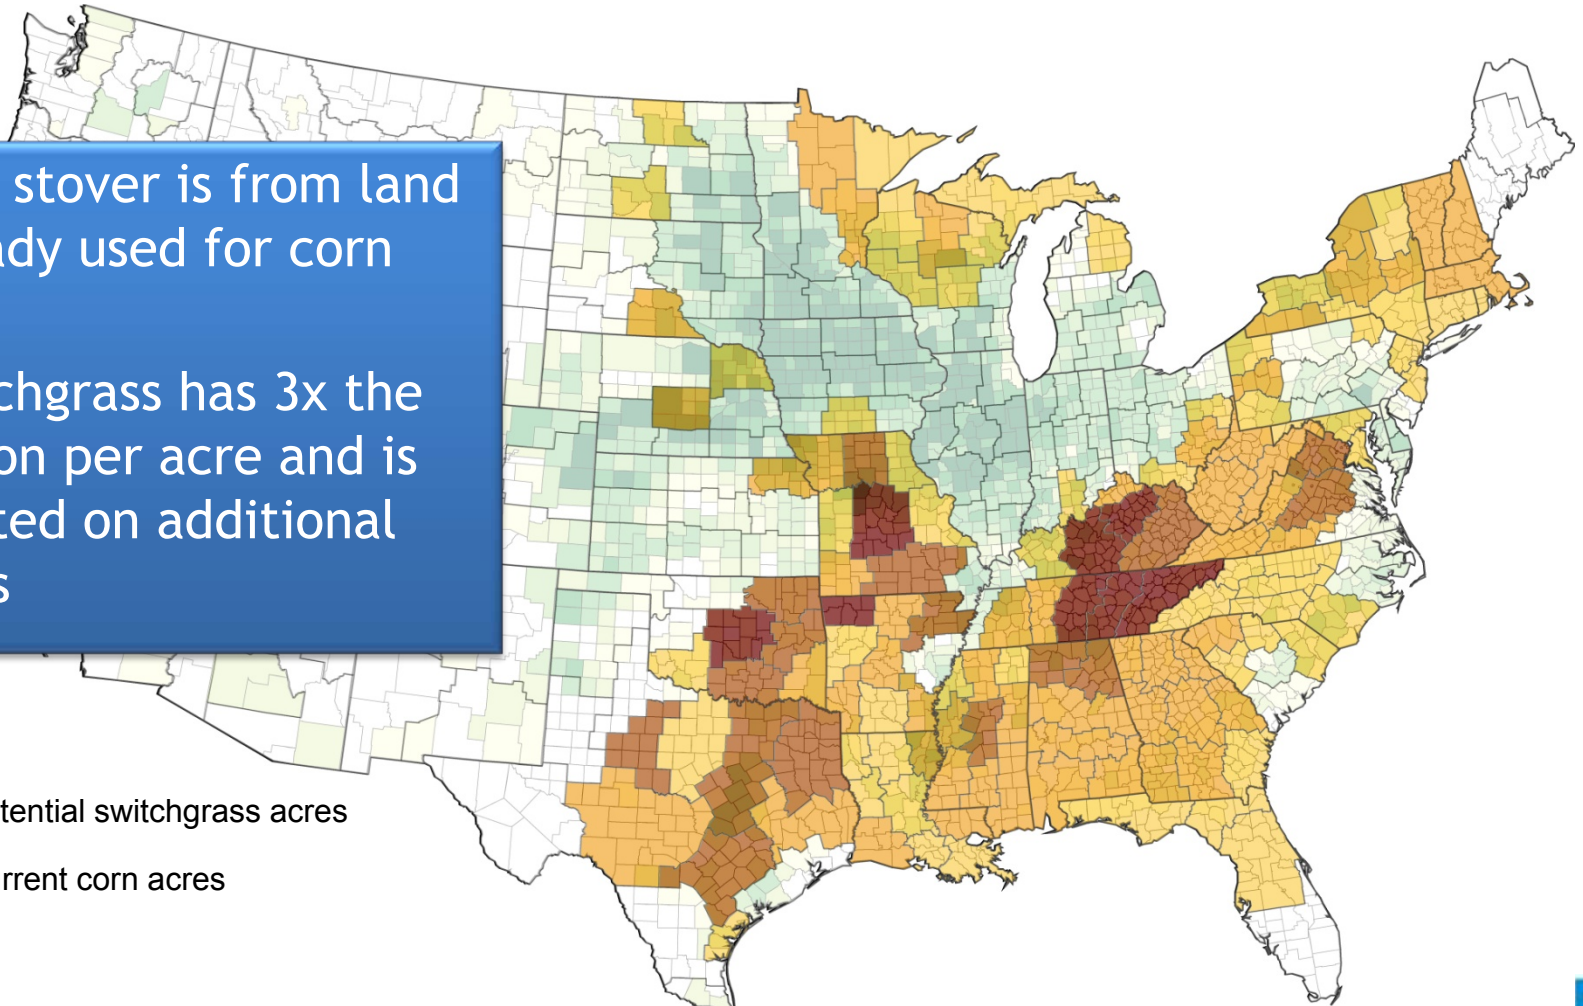 stover is from land
ady used for corn
chgrass has 3x the
on per acre and is
ted on additional
s
tential switchgrass acres
rrent corn acres